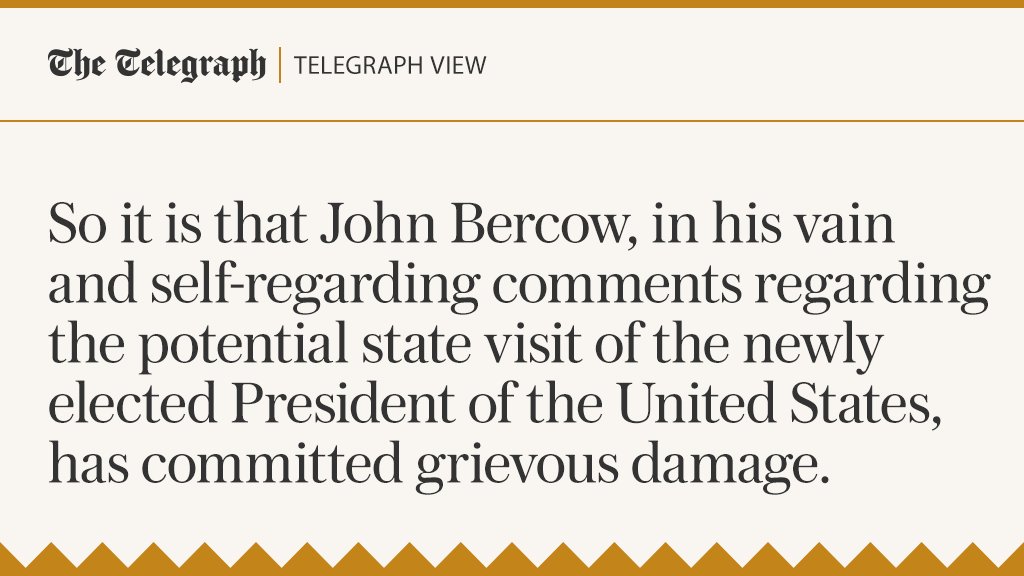 The Telegraph | TELEGRAPH VIEW
So it is that John Bercow, in his vain
and self-regarding comments regarding
the potential state visit of the newly
elected President of the United States,
has committed grievous damage.